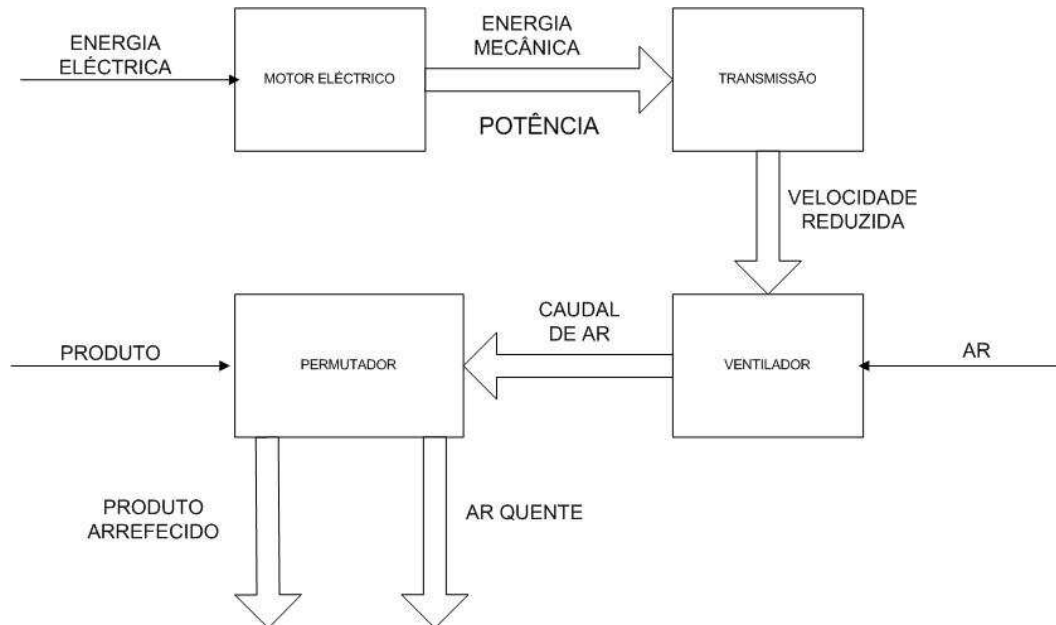 ENERGIA
ELÉCTRICA
MOTOR ELÉCTRICO
ENERGIA
MECÂNICA
POTÊNCIA
TRANSMISSÃO
VELOCIDADE
REDUZIDA
PRODUTO
PERMUTADOR
CAUDAL
DE AR
VENTILADOR
AR
PRODUTO
ARREFECIDO
AR QUENTE